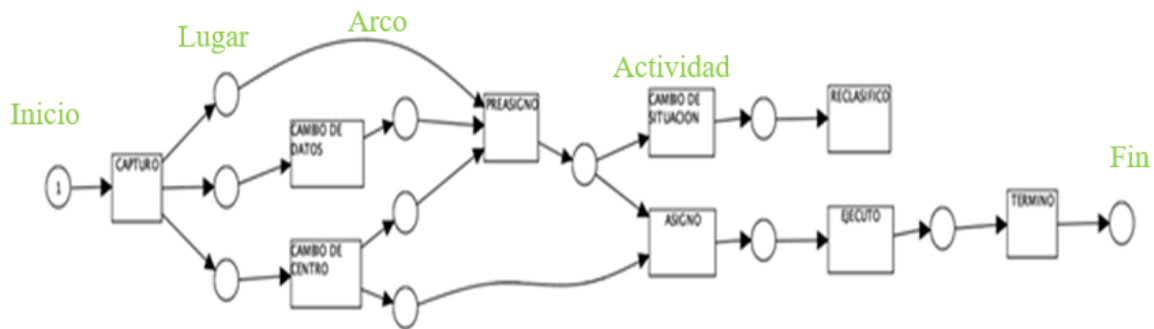 Lugar
Arco
Actividad
Inicio
Fin
1
CAPTURO
CAMBIO DE
DATOS
CAMBIO DE
CENTRO
PREASIGNO
CAMBIO DE
SITUACION
RECLASIFICO
ASIGNO
EJECUTO
TERMINO